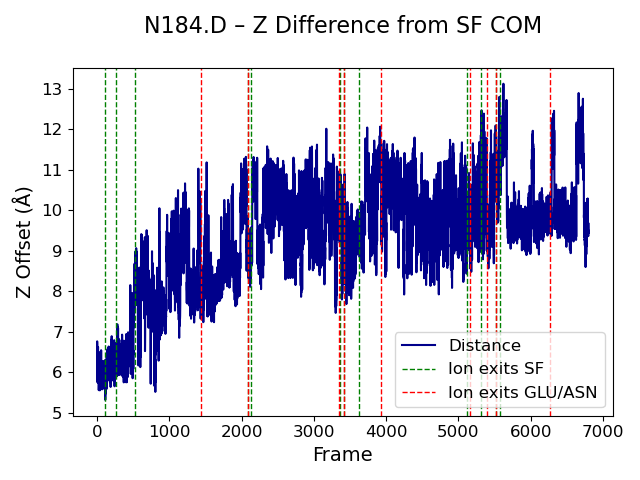 N184.D – Z Difference from SF COM
13
12
11
10
9
8
7
6
5
Z Offset (Å)
Distance
Ion exits SF
Ion exits GLU/ASN
0
1000
2000
3000
4000
5000
6000
7000
Frame